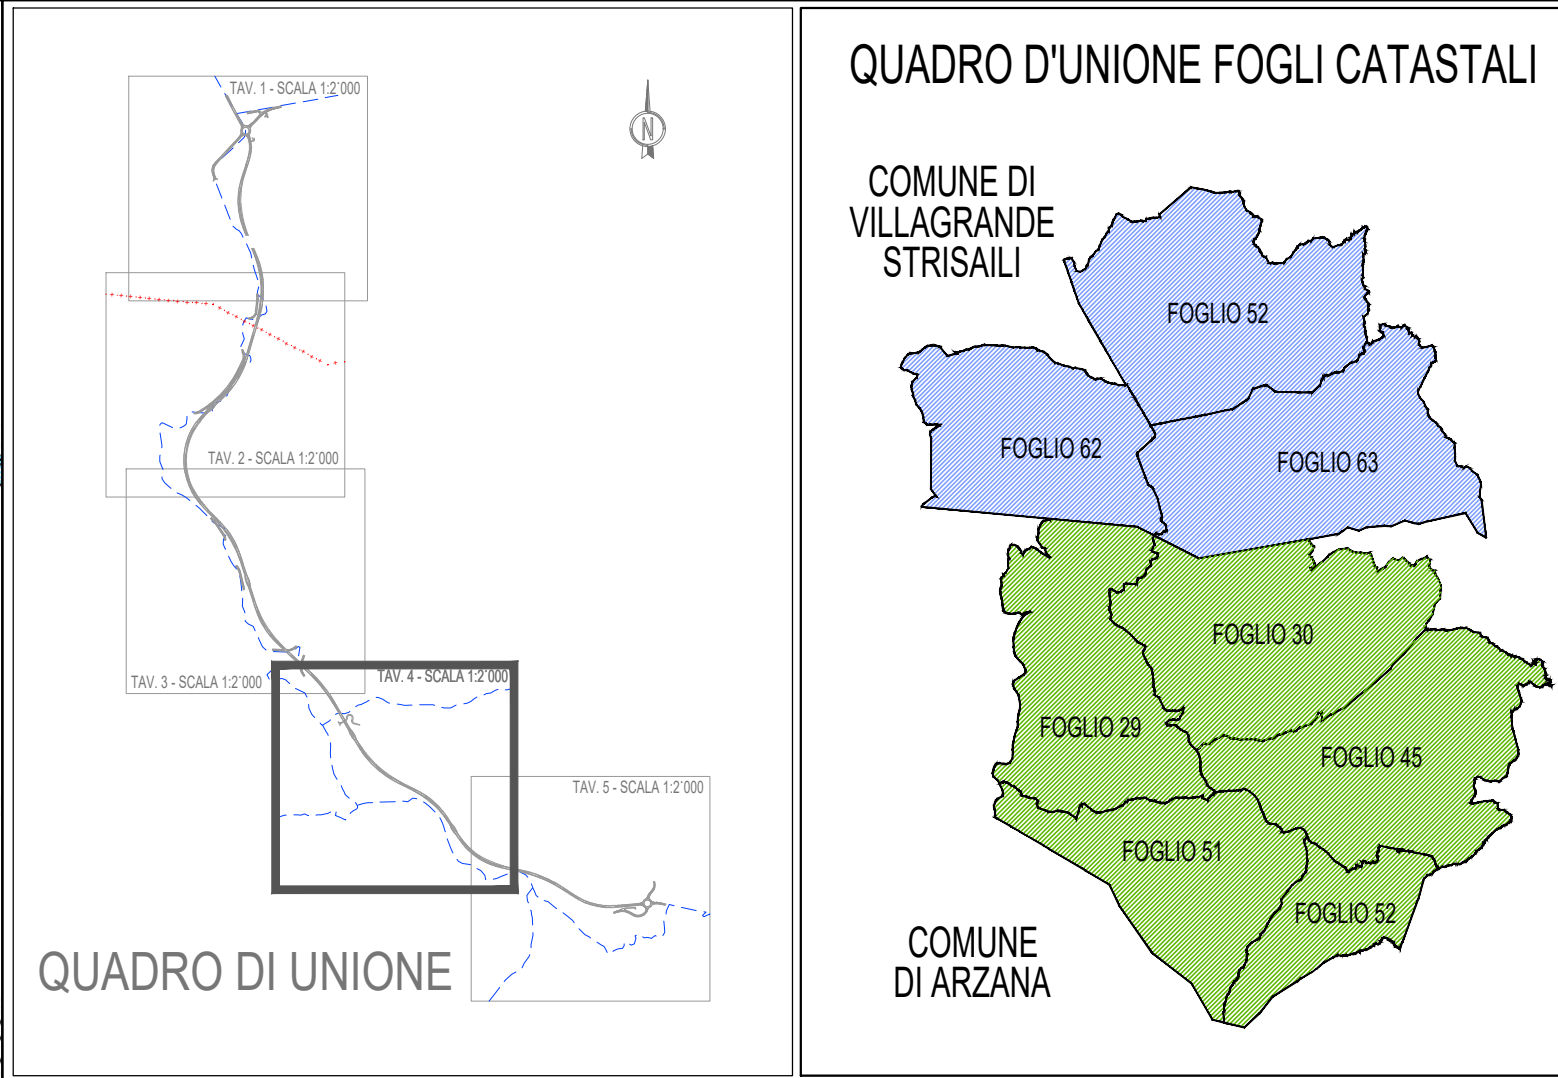 TAV. 1 - SCALA 1:2'000
N
TAV. 2 - SCALA 1:2'000
TAV. 3 - SCALA 1:2'000
TAV. 4 - SCALA 1:2'000
TAV. 5 - SCALA 1:2'000
QUADRO DI UNIONE
QUADRO D'UNIONE FOGLI CATASTALI
COMUNE DI
VILLAGRANDE
STRISAILI
FOGLIO 52
FOGLIO 62
FOGLIO 63
FOGLIO 30
FOGLIO 29
FOGLIO 45
FOGLIO 51
FOGLIO 52
COMUNE
DI ARZANA